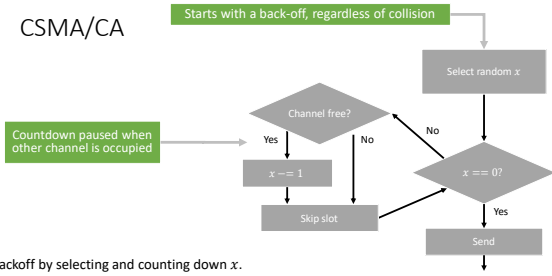 CSMA/CA
Starts with a back-off, regardless of collision
Select random x
Channel free?
Countdown paused when
other channel is occupied
Yes
No
No
x −= 1
x == 0?
Skip slot
Yes
Send
ackoff by selecting and counting down x.